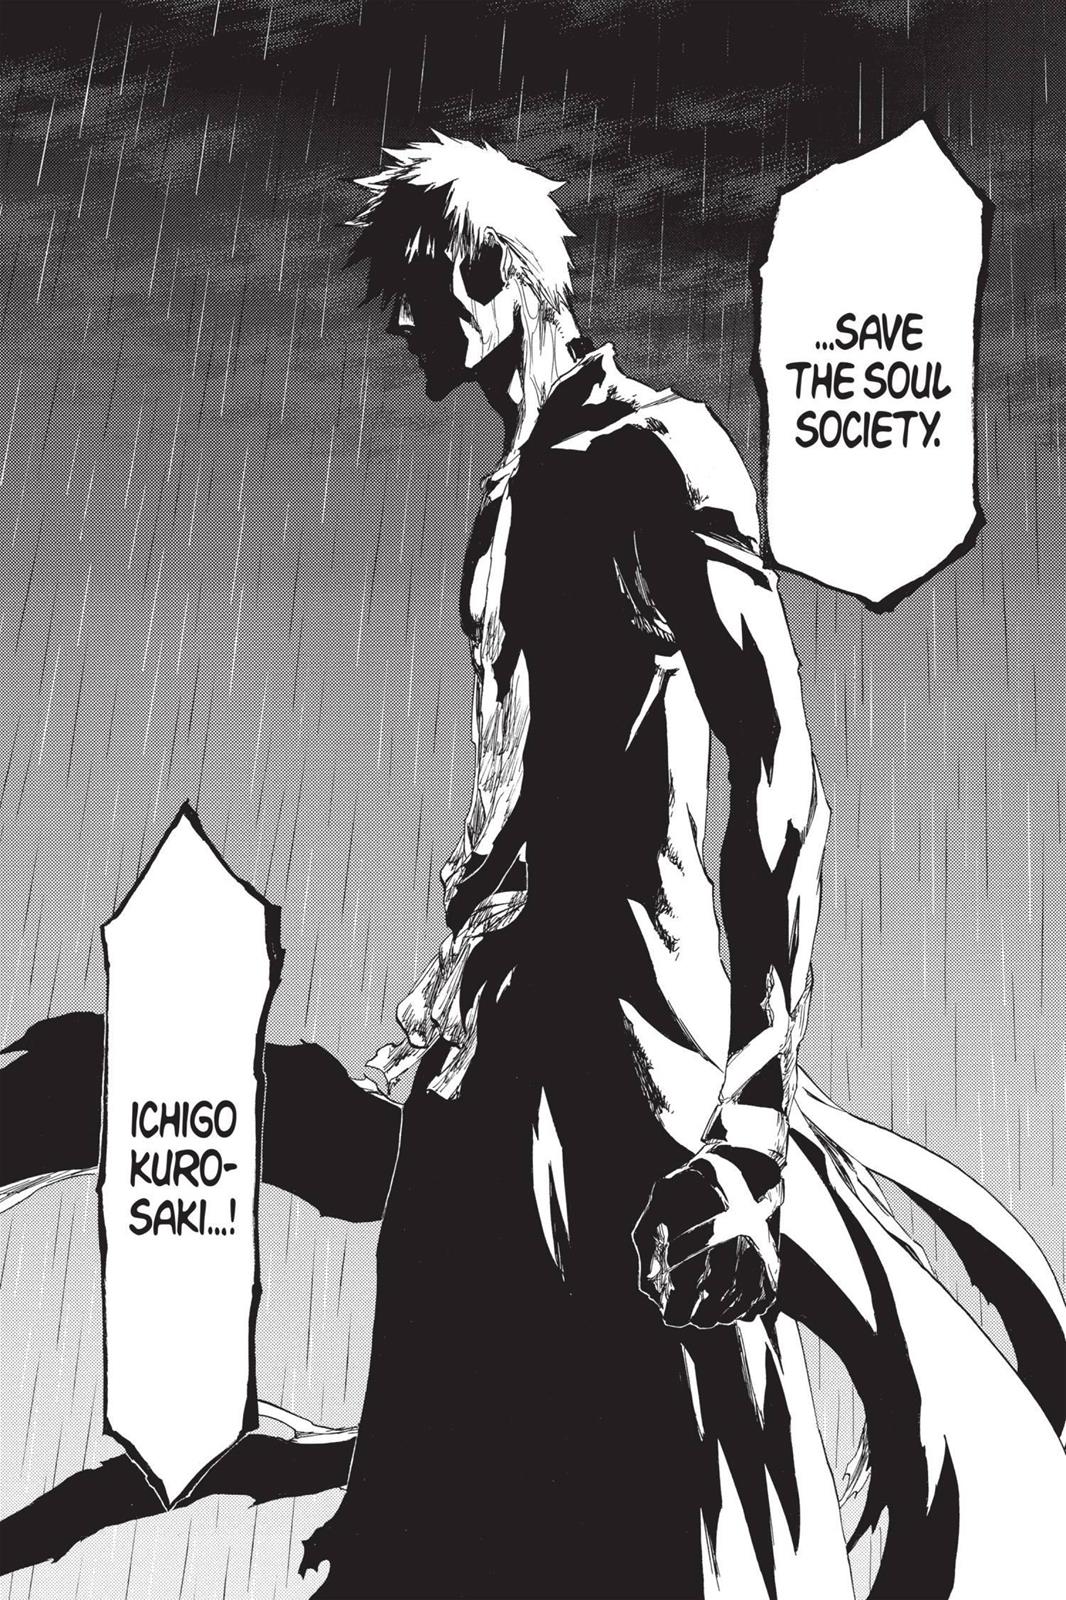 ...SAVE
THE SOUL
SOCIETY.
ICHIGO
KURO-
SAKI...!